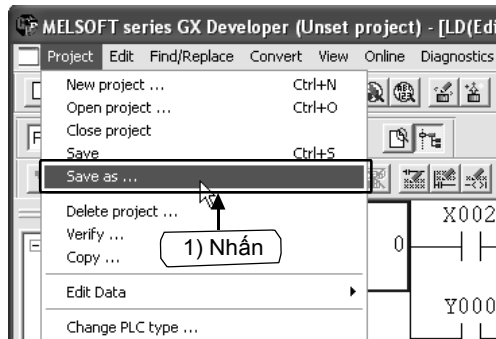 MELSOFT series GX Developer (Unset project) - [LD(Edi
Project Edit Find/Replace Convert View Online Diagnostics
New project ... Ctrl+N
Open project ... Ctrl+O
Close project
Save Ctrl+S
Save as ...
Delete project ...
Verify ...
Copy ...
Edit Data
Change PLC type ...
1) Nhấn
0
X002
Y000